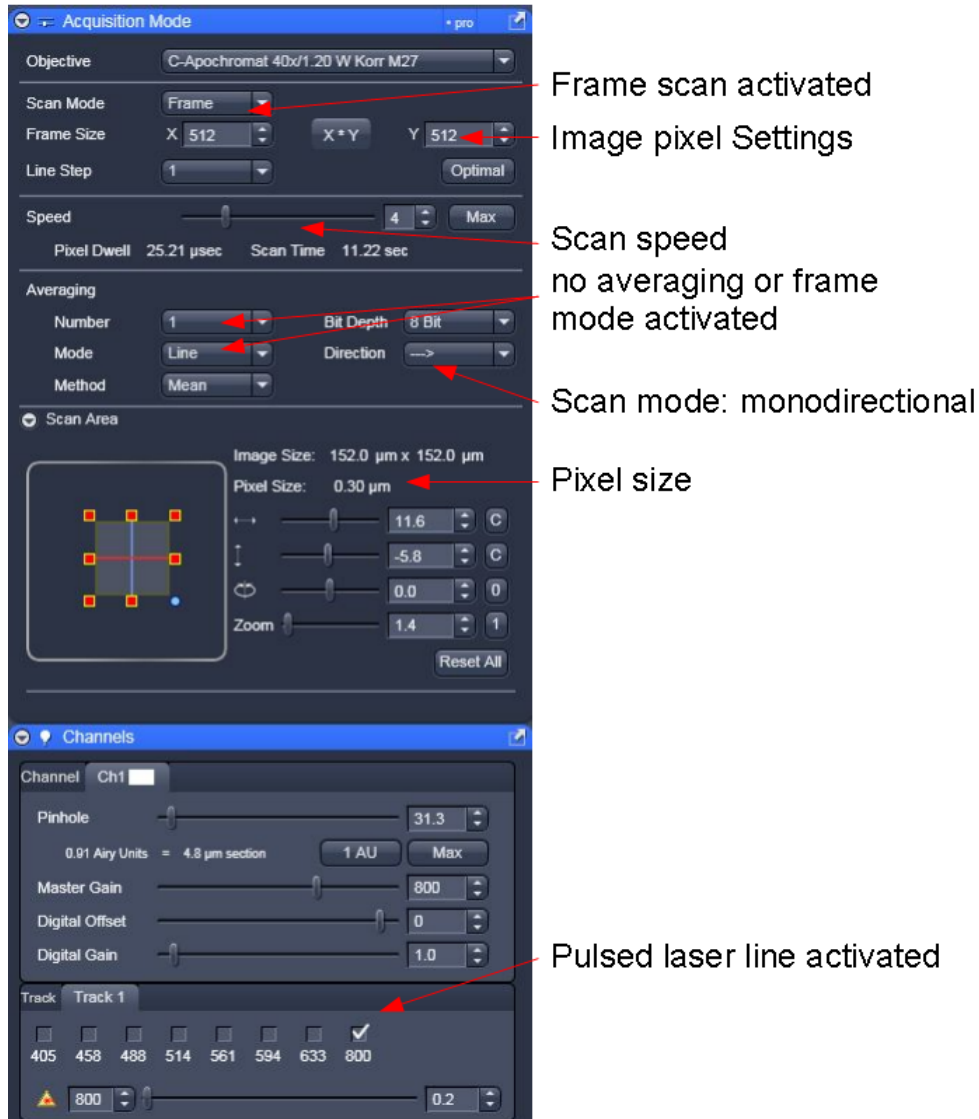 Acquisition Mode • pro
Objective C-Apochromat 40x/1.20 W Korr M27
Frame scan activated
Scan Mode Frame
Frame Size X 512 X * Y Y 512
Image pixel Settings
Line Step 1 Optimal
Speed 4 Max
Scan speed
Pixel Dwell 25.21 µsec Scan Time 11.22 sec
no averaging or frame
mode activated
Averaging
Number 1 Bit Depth 8 Bit
Mode Line Direction --->
Method Mean
Scan mode: monodirectional
Scan Area
Image Size: 152.0 µm x 152.0 µm
Pixel Size: 0.30 µm
Pixel size
11.6 C
-5.8 C
0.0 0
Zoom 1.4 1
Reset All
Channels
Channel Ch1
Pinhole 31.3
0.91 Airy Units = 4.8 µm section 1 AU Max
Master Gain 800
Digital Offset 0
Digital Gain 1.0
Pulsed laser line activated
Track Track 1
405 458 488 514 561 594 633 800
800 0.2